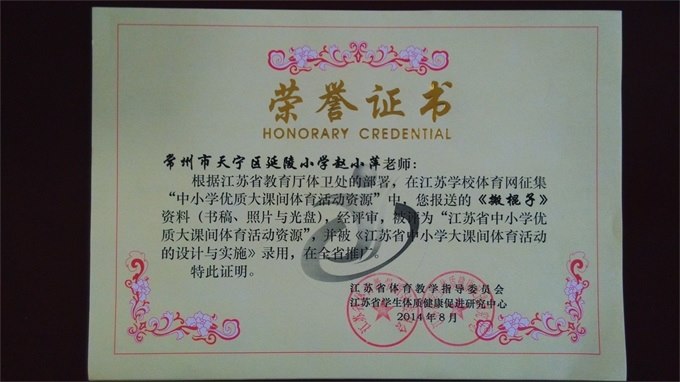 荣誉证书
HONORARY CREDENTIAL
常州市天宁区延陵小学赵小萍老师：
根据江苏省教育厅体卫处的部署，在江苏学校体育网征集
“中小学优质大课间体育活动资源”中，您报送的《搬棍子》
资料（书稿、照片与光盘），经评审，被评为“江苏省中小学优
质大课间体育活动资源”，并被《江苏省中小学大课间体育活动
的设计与实施》录用，在全省推广。
特此证明。
江苏省体育教学指导委员会
江苏省学生体质健康促进研究中心
2014年8月